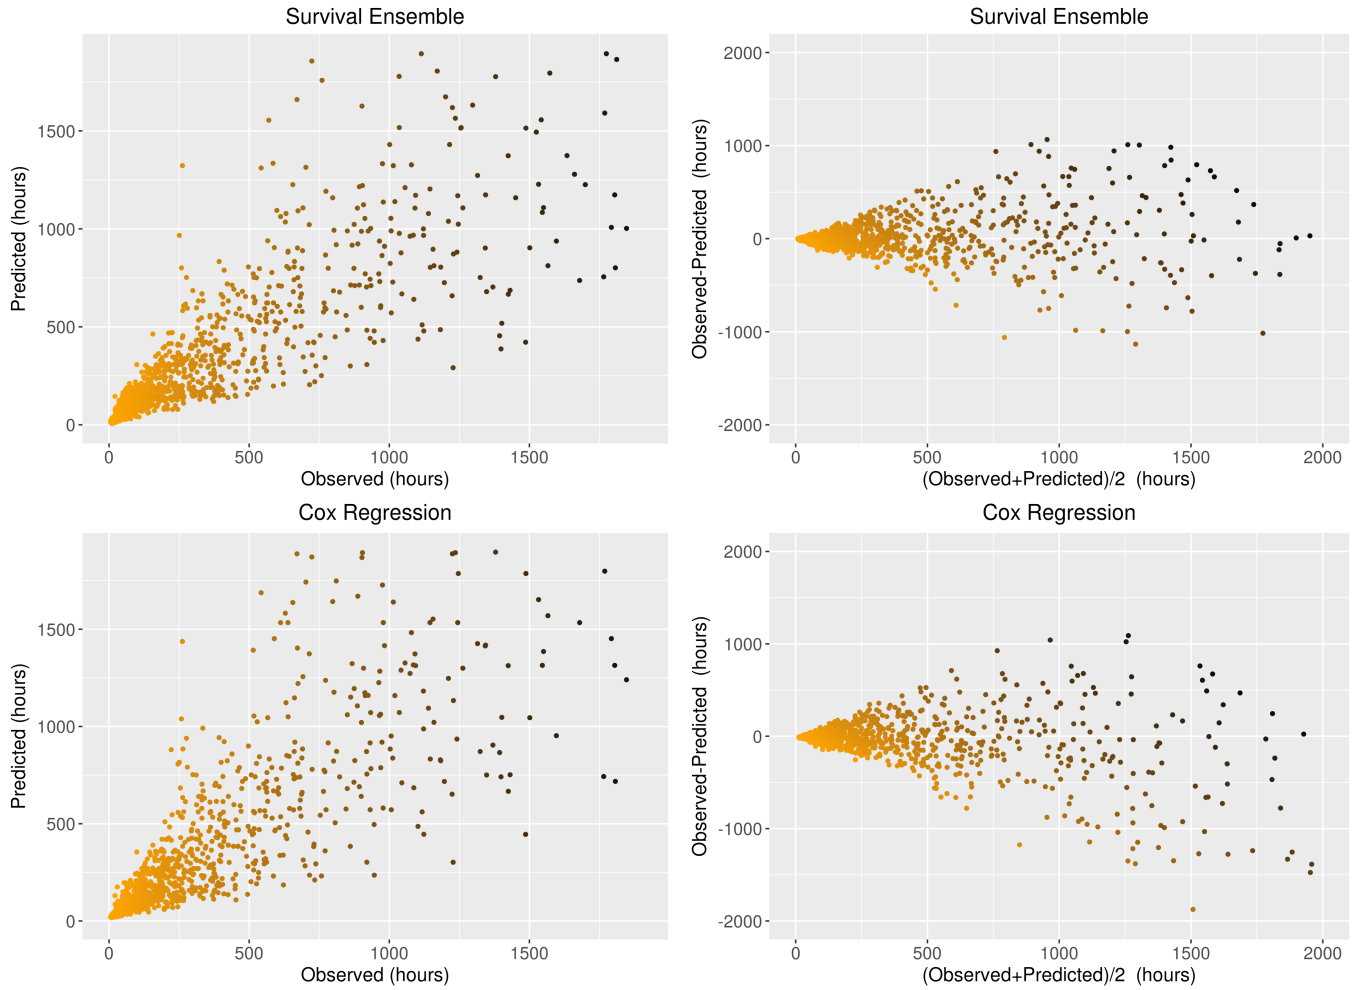 Survival Ensemble
Predicted (hours)
1500
1000
500
0
0 500 1000 1500
Observed (hours)
Survival Ensemble
Observed-Predicted (hours)
2000
1000
0
-1000
-2000
0 500 1000 1500 2000
(Observed+Predicted)/2 (hours)
Cox Regression
Predicted (hours)
1500
1000
500
0
0 500 1000 1500
Observed (hours)
Cox Regression
Observed-Predicted (hours)
2000
1000
0
-1000
-2000
0 500 1000 1500 2000
(Observed+Predicted)/2 (hours)